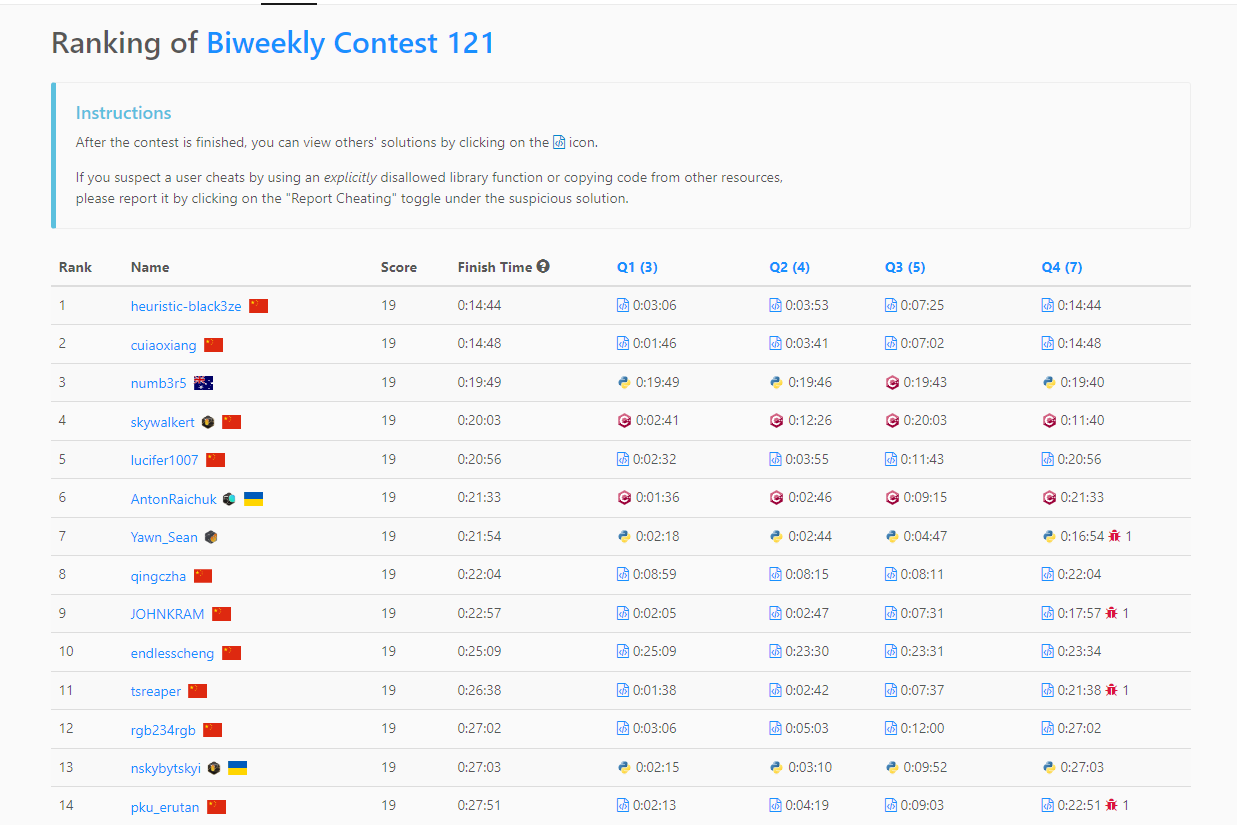 Ranking of Biweekly Contest 121
Instructions
After the contest is finished, you can view others' solutions by clicking on the icon.
If you suspect a user cheats by using an explicitly disallowed library function or copying code from other resources,
please report it by clicking on the "Report Cheating" toggle under the suspicious solution.
Rank Name Score Finish Time Q1 (3) Q2 (4) Q3 (5) Q4 (7)
1 heuristic-black3ze 19 0:14:44 0:03:06 0:03:53 0:07:25 0:14:44
2 cuiaoxiang 19 0:14:48 0:01:46 0:03:41 0:07:02 0:14:48
3 numb3r5 19 0:19:49 0:19:49 0:19:46 0:19:43 0:19:40
4 skywalkert 19 0:20:03 0:02:41 0:12:26 0:20:03 0:11:40
5 lucifer1007 19 0:20:56 0:02:32 0:03:55 0:11:43 0:20:56
6 AntonRaichuk 19 0:21:33 0:01:36 0:02:46 0:09:15 0:21:33
7 Yawn_Sean 19 0:21:54 0:02:18 0:02:44 0:04:47 0:16:54 1
8 qingczha 19 0:22:04 0:08:59 0:08:15 0:08:11 0:22:04
9 JOHNKRAM 19 0:22:57 0:02:05 0:02:47 0:07:31 0:17:57 1
10 endlesscheng 19 0:25:09 0:25:09 0:23:30 0:23:31 0:23:34
11 tsreaper 19 0:26:38 0:01:38 0:02:42 0:07:37 0:21:38 1
12 rgb234rgb 19 0:27:02 0:03:06 0:05:03 0:12:00 0:27:02
13 nskybytskyi 19 0:27:03 0:02:15 0:03:10 0:09:52 0:27:03
14 pku_erutan 19 0:27:51 0:02:13 0:04:19 0:09:03 0:22:51 1